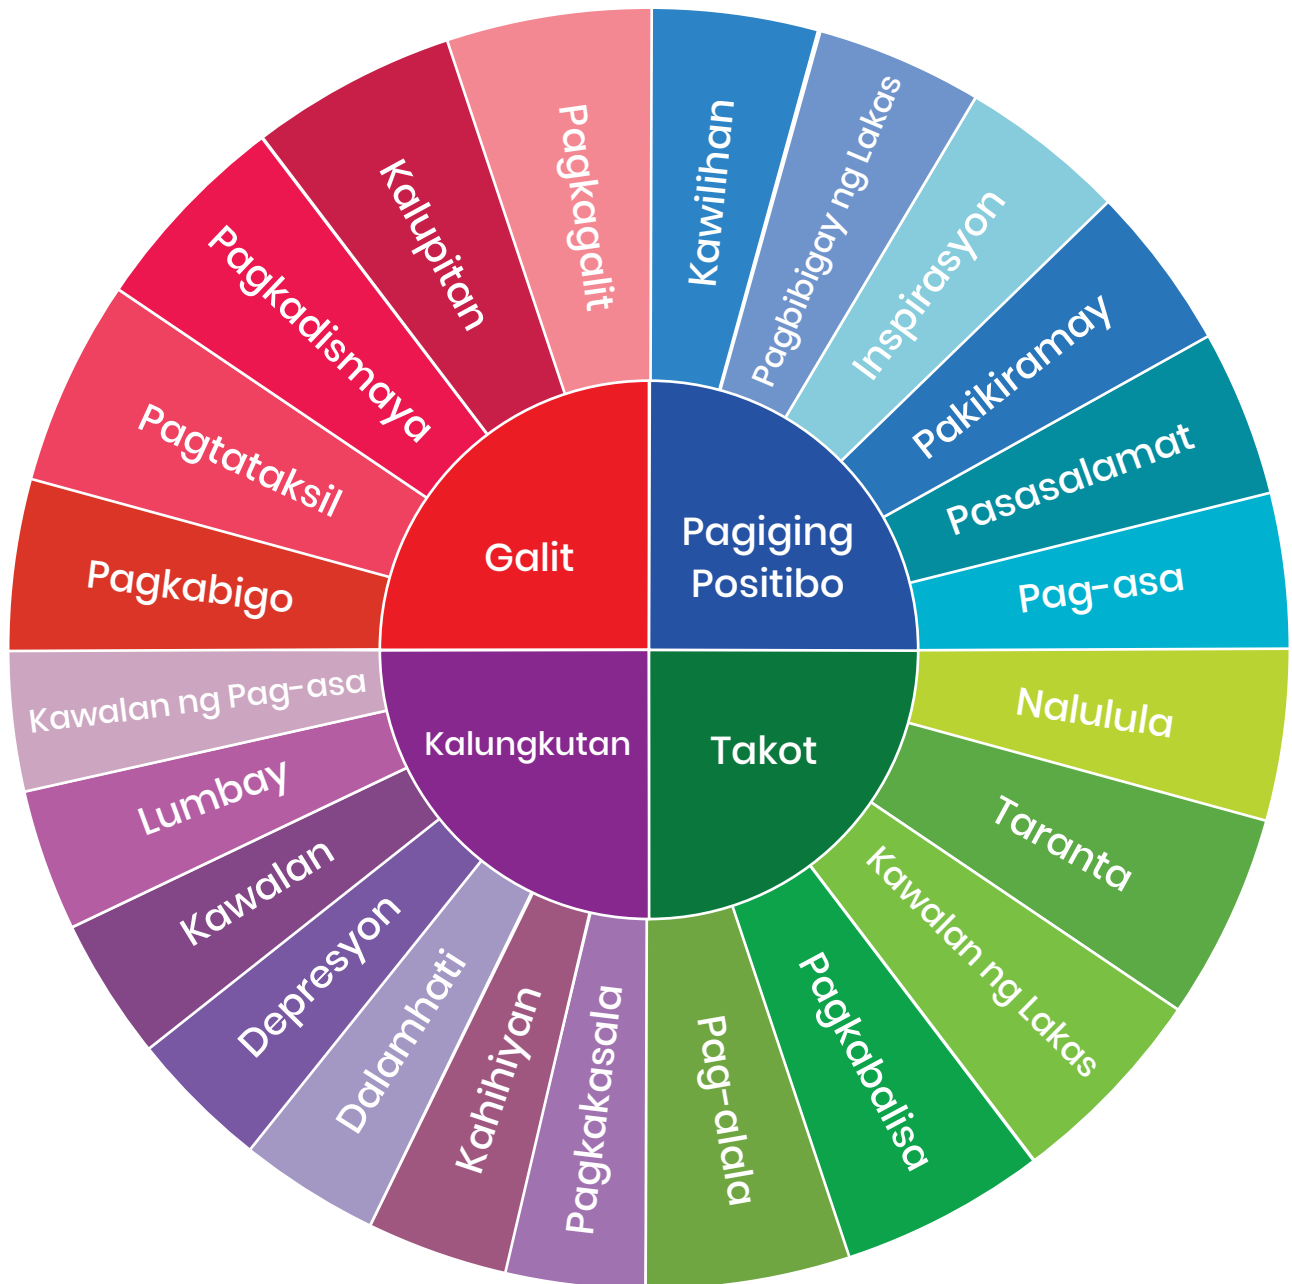 Galit
Pagiging
Positibo
Kalungkutan
Takot
Kawilihan
Pagbibigay ng Lakas
Inspirasyon
Pakikiramay
Pasasalamat
Pag-asa
Nalulula
Taranta
Kawalan ng Lakas
Pagkabalisa
Pag-alala
Pagkakasala
Kahihiyan
Dalamhati
Depresyon
Kawalan
Lumbay
Kawalan ng Pag-asa
Pagkabigo
Pagtataksil
Pagkadismaya
Kalupitan
Pagkagalit